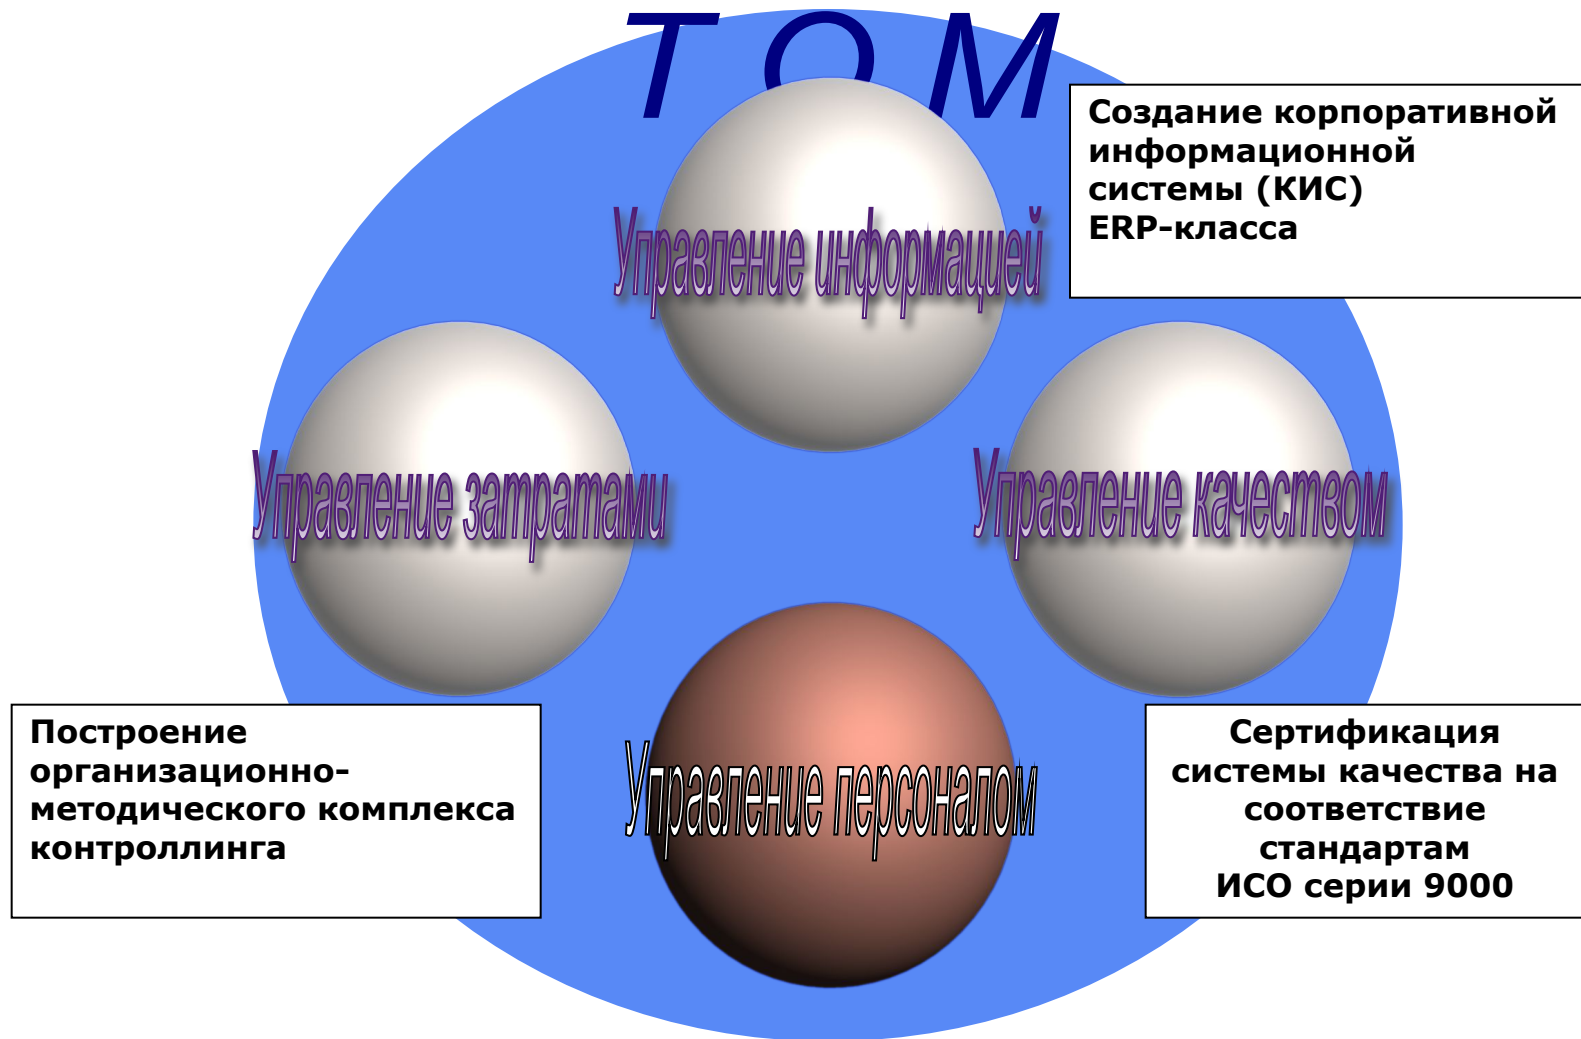 T Q M
Создание корпоративной
информационной
системы (КИС)
ERP-класса
Управление информацией
Управление затратами
Управление качеством
Построение
организационно-
методического комплекса
контроллинга
Управление персоналом
Сертификация
системы качества на
соответствие
стандартам
ИСО серии 9000